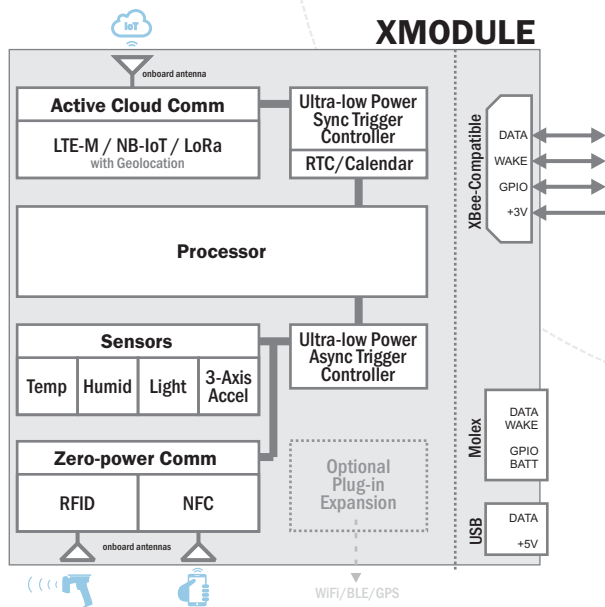 XMODULE
IoT
onboard antenna
Active Cloud Comm
LTE-M / NB-IoT / LoRa
with Geolocation
Ultra-low Power
Sync Trigger
Controller
RTC/Calendar
Processor
Sensors
Temp
Humid
Light
3-Axis
Accel
Ultra-low Power
Async Trigger
Controller
Zero-power Comm
RFID
NFC
onboard antennas
Optional
Plug-in
Expansion
WiFi/BLE/GPS
XBee-Compatible
DATA
WAKE
GPIO
+3V
Molex
DATA
WAKE
GPIO
BATT
USB
DATA
+5V